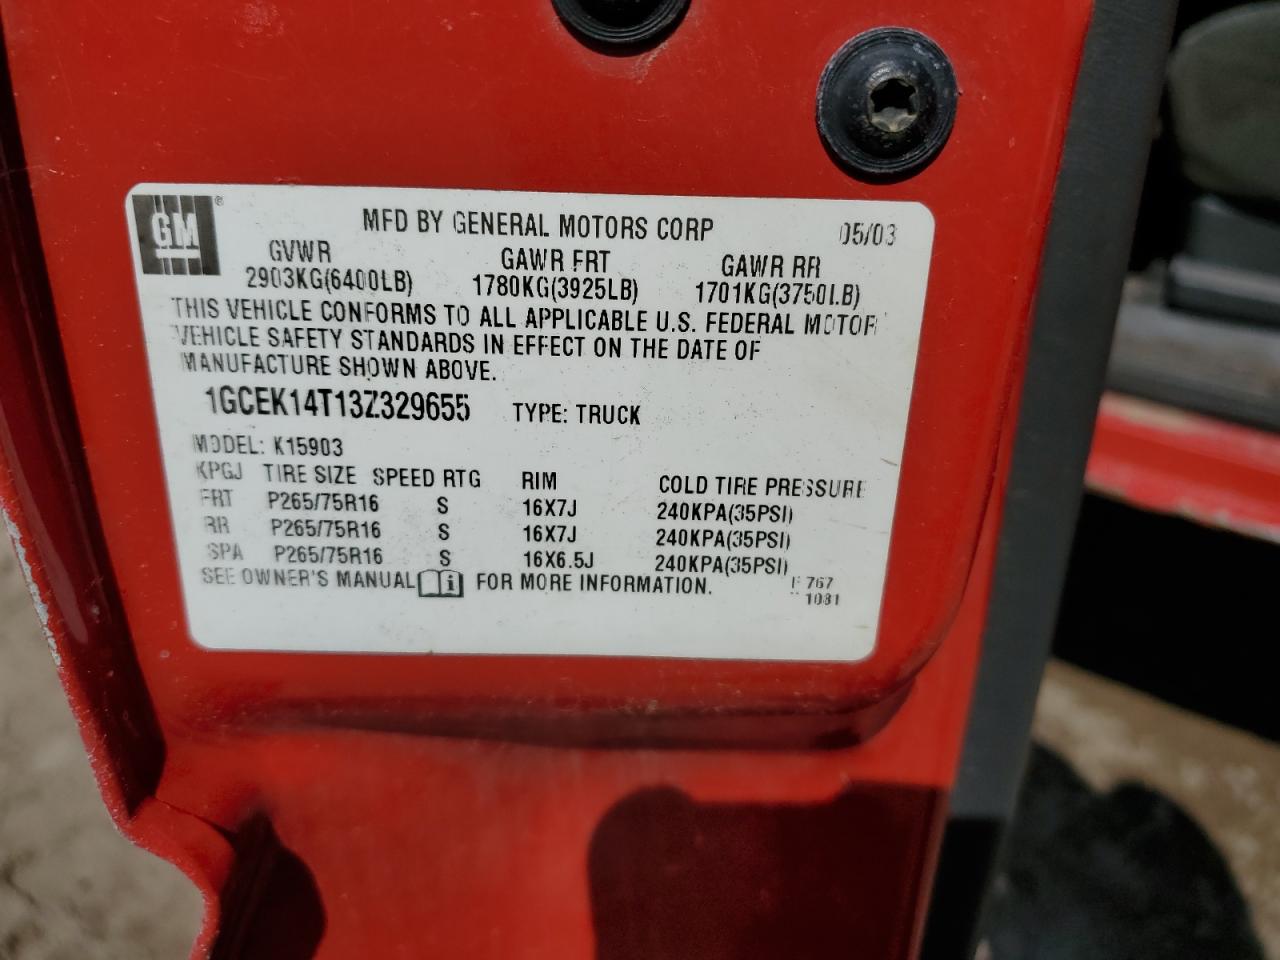 GM®
MFD BY GENERAL MOTORS CORP 05/03
GVWR GAWR FRT GAWR RR
2903KG(6400LB) 1780KG(3925LB) 1701KG(3750LB)
THIS VEHICLE CONFORMS TO ALL APPLICABLE U.S. FEDERAL MOTOR
VEHICLE SAFETY STANDARDS IN EFFECT ON THE DATE OF
MANUFACTURE SHOWN ABOVE.
1GCEK14T13Z329655 TYPE: TRUCK
MODEL: K15903
KPGJ TIRE SIZE SPEED RTG RIM COLD TIRE PRESSURE
FRT P265/75R16 S 16X7J 240KPA(35PSI)
RR P265/75R16 S 16X7J 240KPA(35PSI)
SPA P265/75R16 S 16X6.5J 240KPA(35PSI)
SEE OWNER'S MANUAL FOR MORE INFORMATION.
767
1081